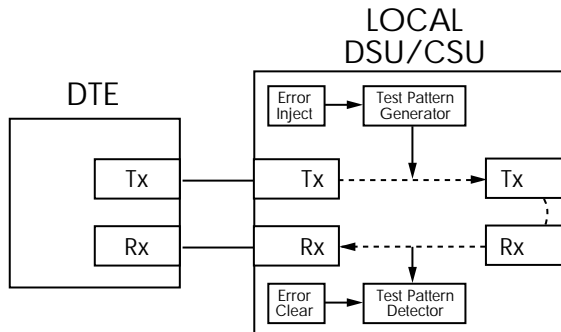 LOCAL
DSU/CSU
DTE
Error
Inject
Test Pattern
Generator
Tx
Tx
Tx
Rx
Rx
Rx
Error
Clear
Test Pattern
Detector